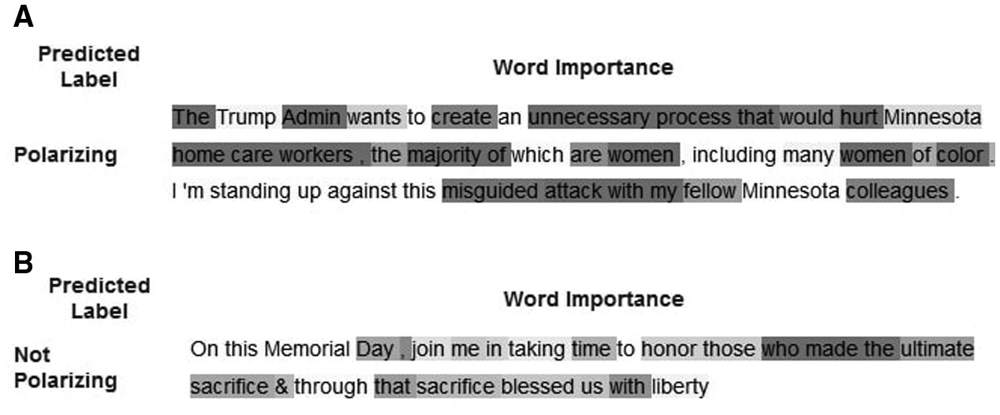 A
Predicted
Label
Word Importance
The Trump Admin wants to create an unnecessary process that would hurt Minnesota
Polarizing
home care workers , the majority of which are women , including many women of color .
I 'm standing up against this misguided attack with my fellow Minnesota colleagues .
B
Predicted
Label
Word Importance
Not
Polarizing
On this Memorial Day , join me in taking time to honor those who made the ultimate
sacrifice & through that sacrifice blessed us with liberty